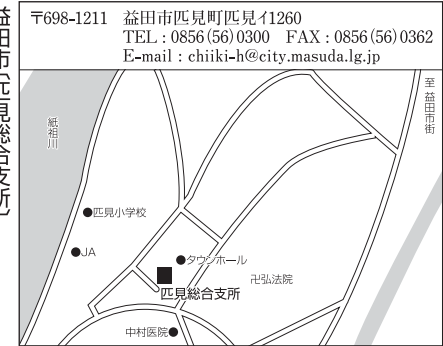 益田市〔匹見総合支所〕
〒698-1211　益田市匹見町匹見イ1260
TEL : 0856(56)0300　FAX : 0856(56)0362
E-mail : chiiki-h@city.masuda.lg.jp
至 益田市街
紙祖川
●匹見小学校
●JA
●タウンホール
卍弘法院
匹見総合支所
中村医院●